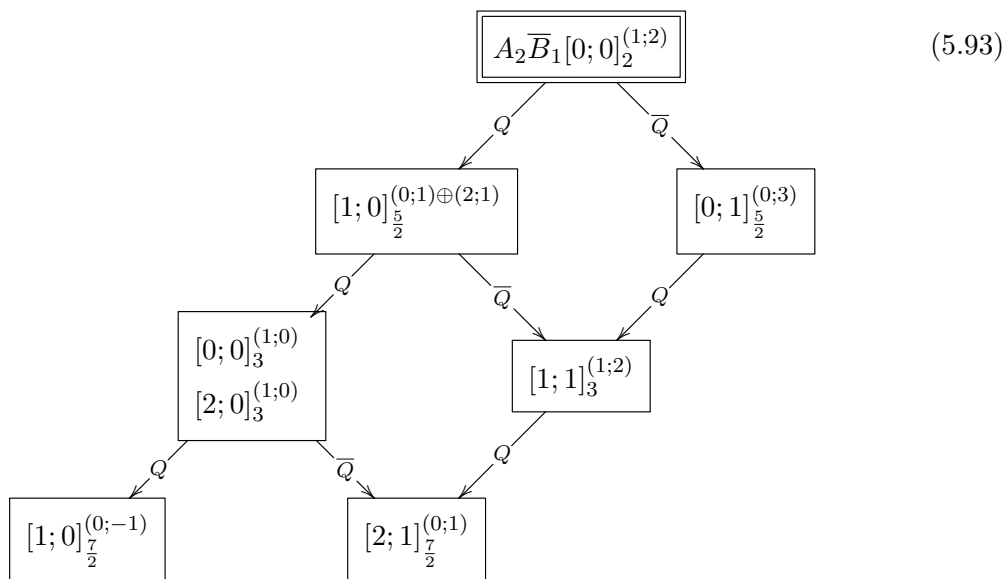 $A_2\overline{B}_1[0;0]_2^{(1;2)}$ (5.93)
$Q$ $\overline{Q}$
$[1;0]_{\frac{5}{2}}^{(0;1)\oplus(2;1)}$ $[0;1]_{\frac{5}{2}}^{(0;3)}$
$Q$ $\overline{Q}$ $Q$
$[0;0]_3^{(1;0)}$
$[2;0]_3^{(1;0)}$ $[1;1]_3^{(1;2)}$
$Q$ $\overline{Q}$ $Q$
$[1;0]_{\frac{7}{2}}^{(0;-1)}$ $[2;1]_{\frac{7}{2}}^{(0;1)}$